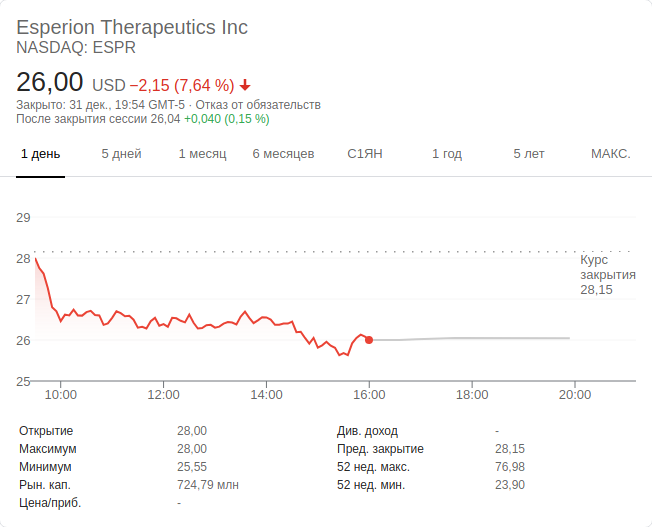 Esperion Therapeutics Inc
NASDAQ: ESPR
26,00 USD −2,15 (7,64 %)
Закрыто: 31 дек., 19:54 GMT-5 · Отказ от обязательств
После закрытия сессии 26,04 +0,040 (0,15 %)
1 день 5 дней 1 месяц 6 месяцев С1ЯН 1 год 5 лет МАКС.
29
28
27
26
25
Курс
закрытия
28,15
10:00 12:00 14:00 16:00 18:00 20:00
Открытие 28,00 Див. доход -
Максимум 28,00 Пред. закрытие 28,15
Минимум 25,55 52 нед. макс. 76,98
Рын. кап. 724,79 млн 52 нед. мин. 23,90
Цена/приб. -